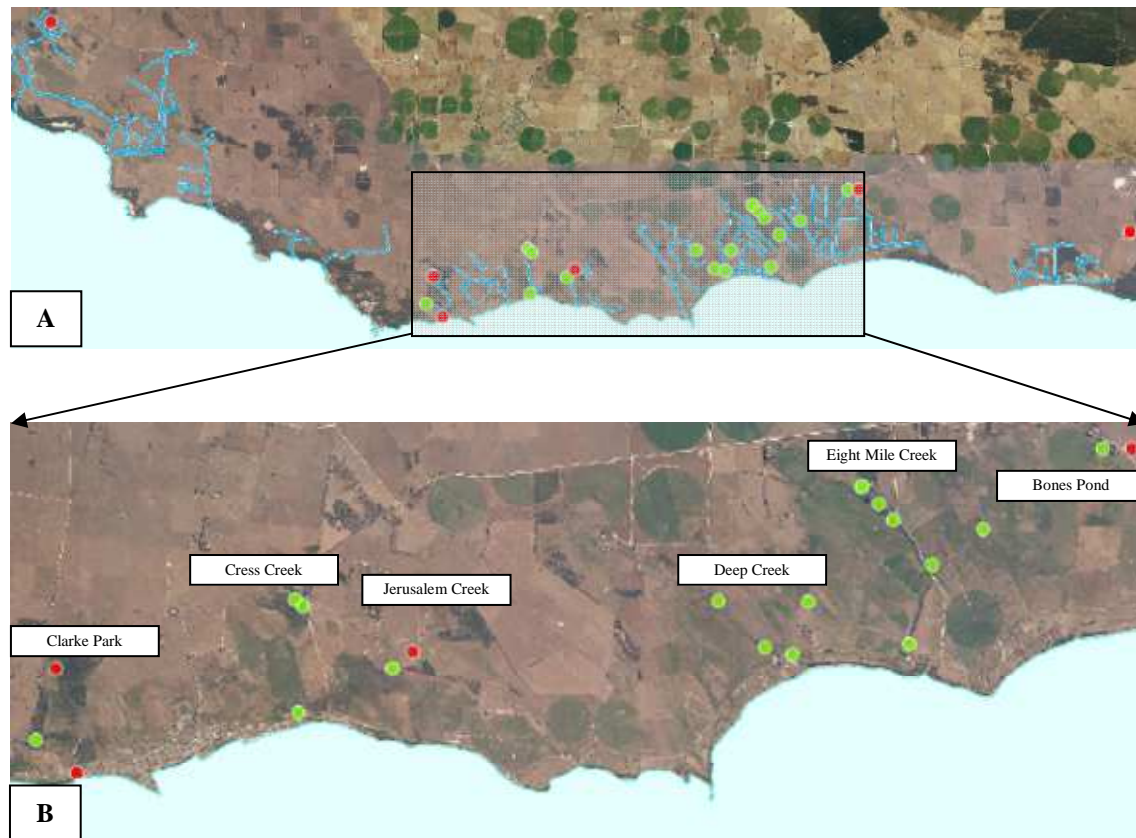 A
Eight Mile Creek
Bones Pond
Cress Creek
Deep Creek
Jerusalem Creek
Clarke Park
B